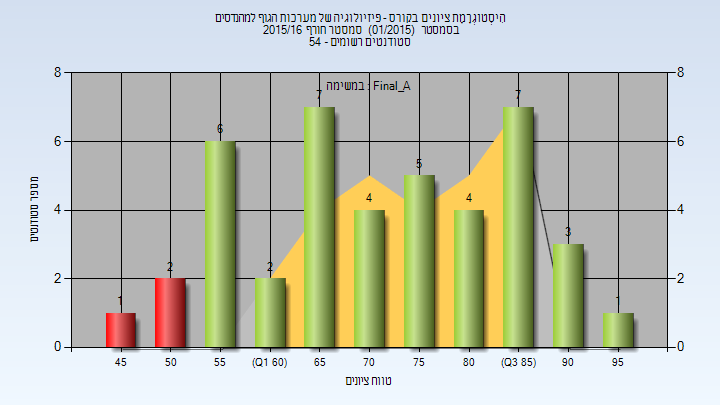 היסטוגרמת ציונים בקורס - פיזיולוגיה של מערכות הגוף למהנדסים
בסמסטר (01/2015) סמסטר חורף 2015/16
54 - סטודנטים רשומים
במשימה : Final_A
מספר סטודנטים
8 8
6 6
4 4
2 2
0 0
1 2 6 2 7 4 5 4 7 3 1
45 50 55 (Q1 60) 65 70 75 80 (Q3 85) 90 95
טווח ציונים